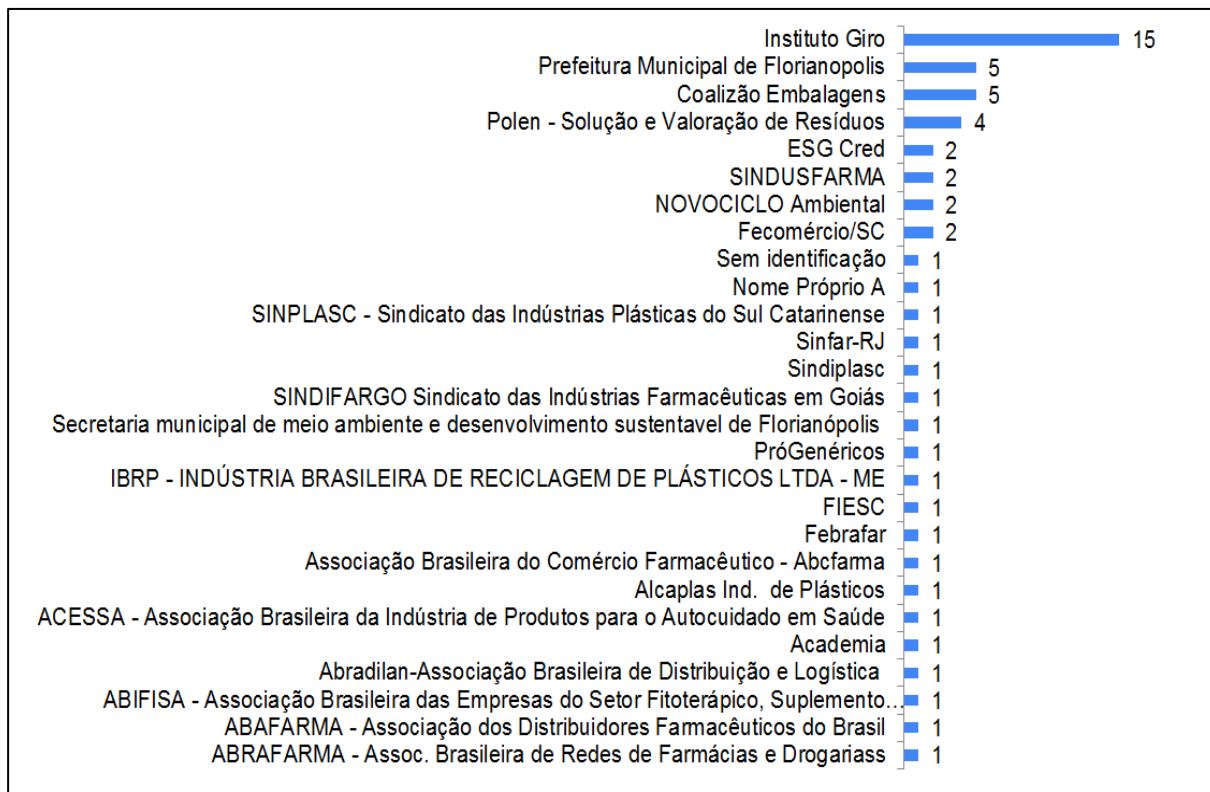 Instituto Giro 15
Prefeitura Municipal de Florianopolis 5
Coalizão Embalagens 5
Polen - Solução e Valoração de Resíduos 4
ESG Cred 2
SINDUSFARMA 2
NOVOCICLO Ambiental 2
Fecomércio/SC 2
Sem identificação 1
Nome Próprio A 1
SINPLASC - Sindicato das Indústrias Plásticas do Sul Catarinense 1
Sinfar-RJ 1
Sindiplasc 1
SINDIFARGO Sindicato das Indústrias Farmacêuticas em Goiás 1
Secretaria municipal de meio ambiente e desenvolvimento sustentavel de Florianópolis 1
PróGenéricos 1
IBRP - INDÚSTRIA BRASILEIRA DE RECICLAGEM DE PLÁSTICOS LTDA - ME 1
FIESC 1
Febrafar 1
Associação Brasileira do Comércio Farmacêutico - Abcfarma 1
Alcaplas Ind. de Plásticos 1
ACESSA - Associação Brasileira da Indústria de Produtos para o Autocuidado em Saúde 1
Academia 1
Abradilan-Associação Brasileira de Distribuição e Logística 1
ABIFISA - Associação Brasileira das Empresas do Setor Fitoterápico, Suplemento... 1
ABAFARMA - Associação dos Distribuidores Farmacêuticos do Brasil 1
ABRAFARMA - Assoc. Brasileira de Redes de Farmácias e Drogariass 1